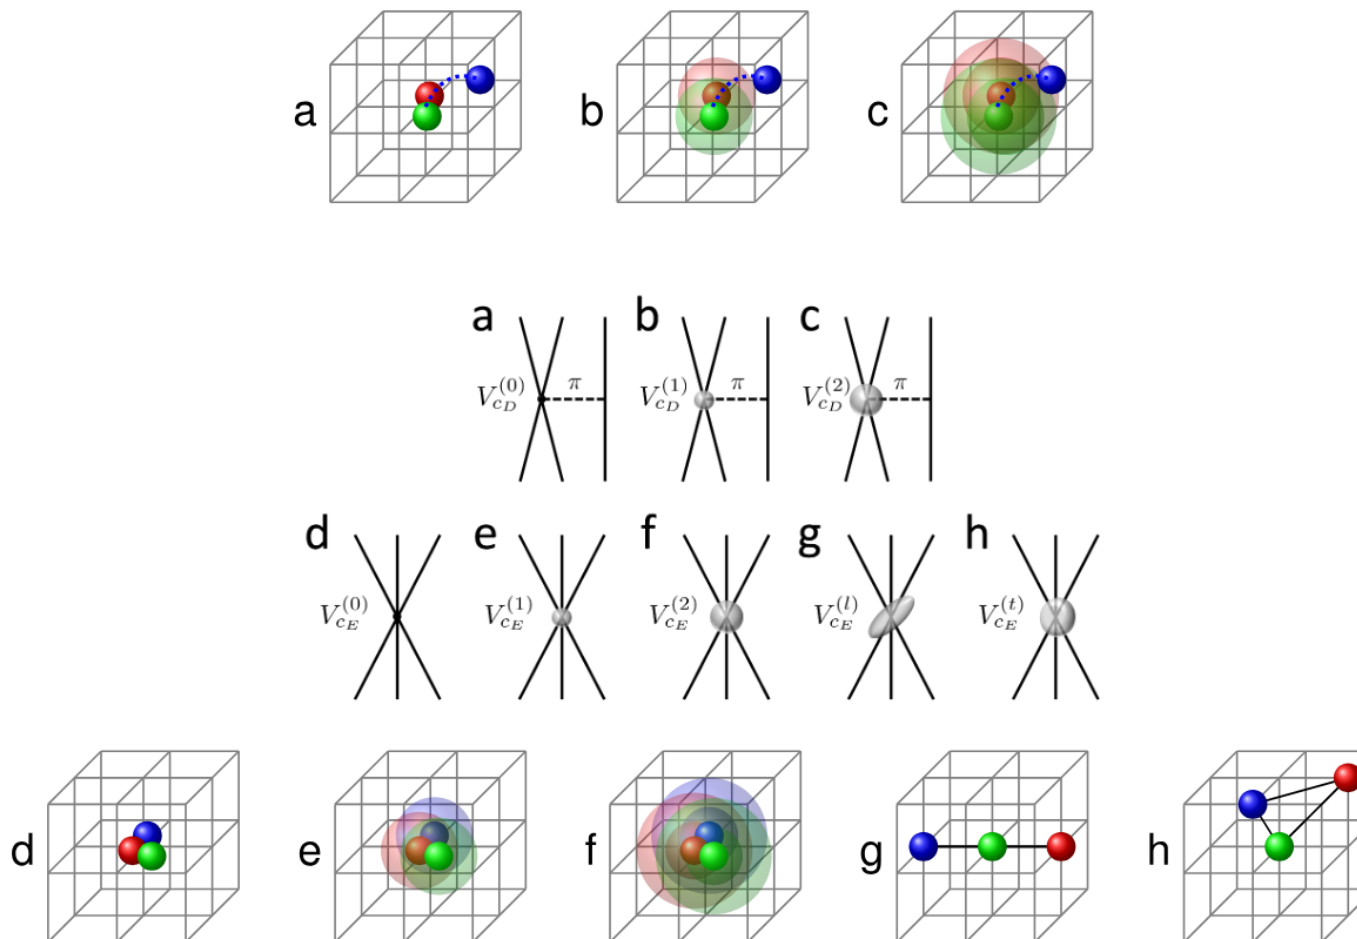 a b c
a b c
V_{c_D}^{(0)} π V_{c_D}^{(1)} π V_{c_D}^{(2)} π
d e f g h
V_{c_E}^{(0)} V_{c_E}^{(1)} V_{c_E}^{(2)} V_{c_E}^{(l)} V_{c_E}^{(t)}
d e f g h